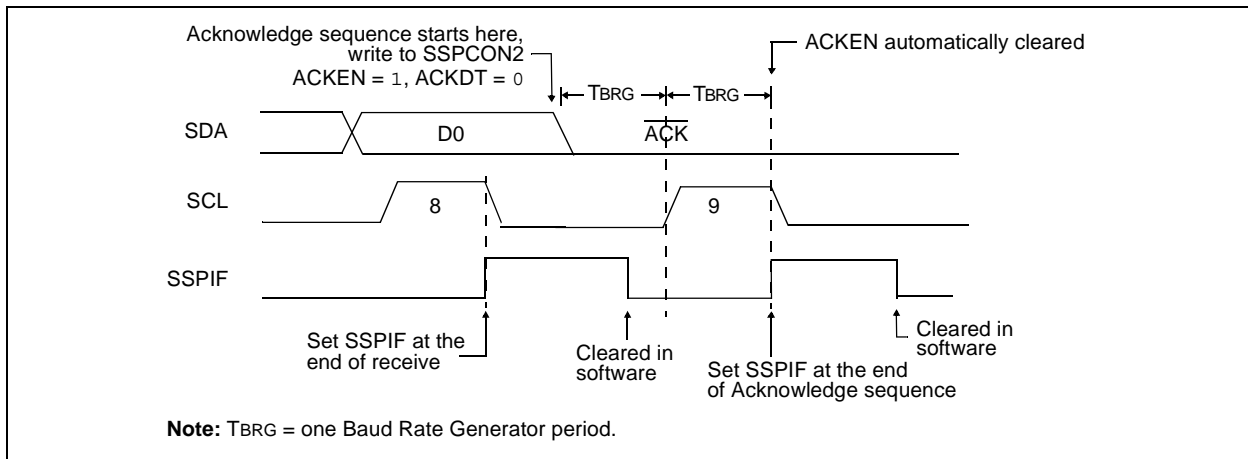 Acknowledge sequence starts here,
write to SSPCON2
ACKEN = 1, ACKDT = 0
ACKEN automatically cleared
TBRG
TBRG
SDA
D0
ACK
SCL
8
9
SSPIF
Set SSPIF at the
end of receive
Cleared in
software
Set SSPIF at the end
of Acknowledge sequence
Cleared in
software
Note: TBRG = one Baud Rate Generator period.